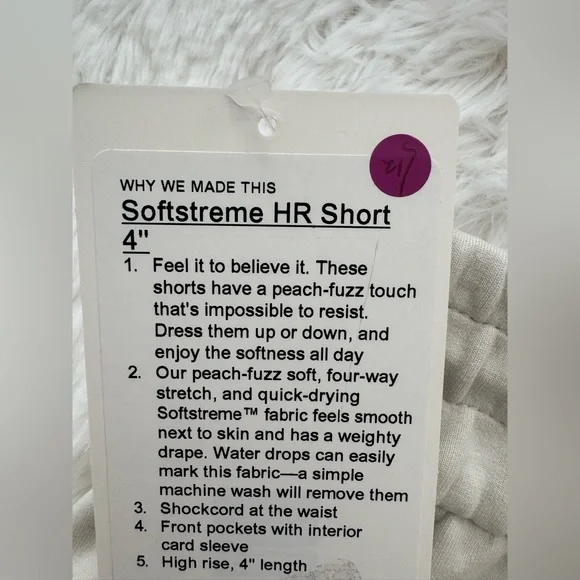 WHY WE MADE THIS
Softstreme HR Short
4"
1. Feel it to believe it. These
shorts have a peach-fuzz touch
that's impossible to resist.
Dress them up or down, and
enjoy the softness all day
2. Our peach-fuzz soft, four-way
stretch, and quick-drying
Softstreme™ fabric feels smooth
next to skin and has a weighty
drape. Water drops can easily
mark this fabric—a simple
machine wash will remove them
3. Shockcord at the waist
4. Front pockets with interior
card sleeve
5. High rise, 4" length